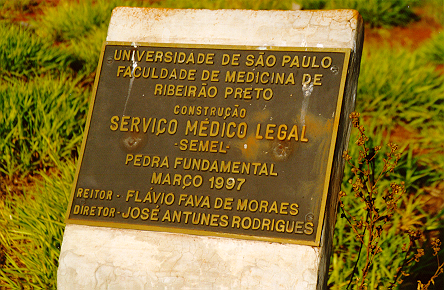 UNIVERSIDADE DE SÃO PAULO
FACULDADE DE MEDICINA DE
RIBEIRÃO PRETO
CONSTRUÇÃO
SERVIÇO MÉDICO LEGAL
-SEMEL-
PEDRA FUNDAMENTAL
MARÇO 1997
REITOR - FLÁVIO FAVA DE MORAES
DIRETOR - JOSÉ ANTUNES RODRIGUES